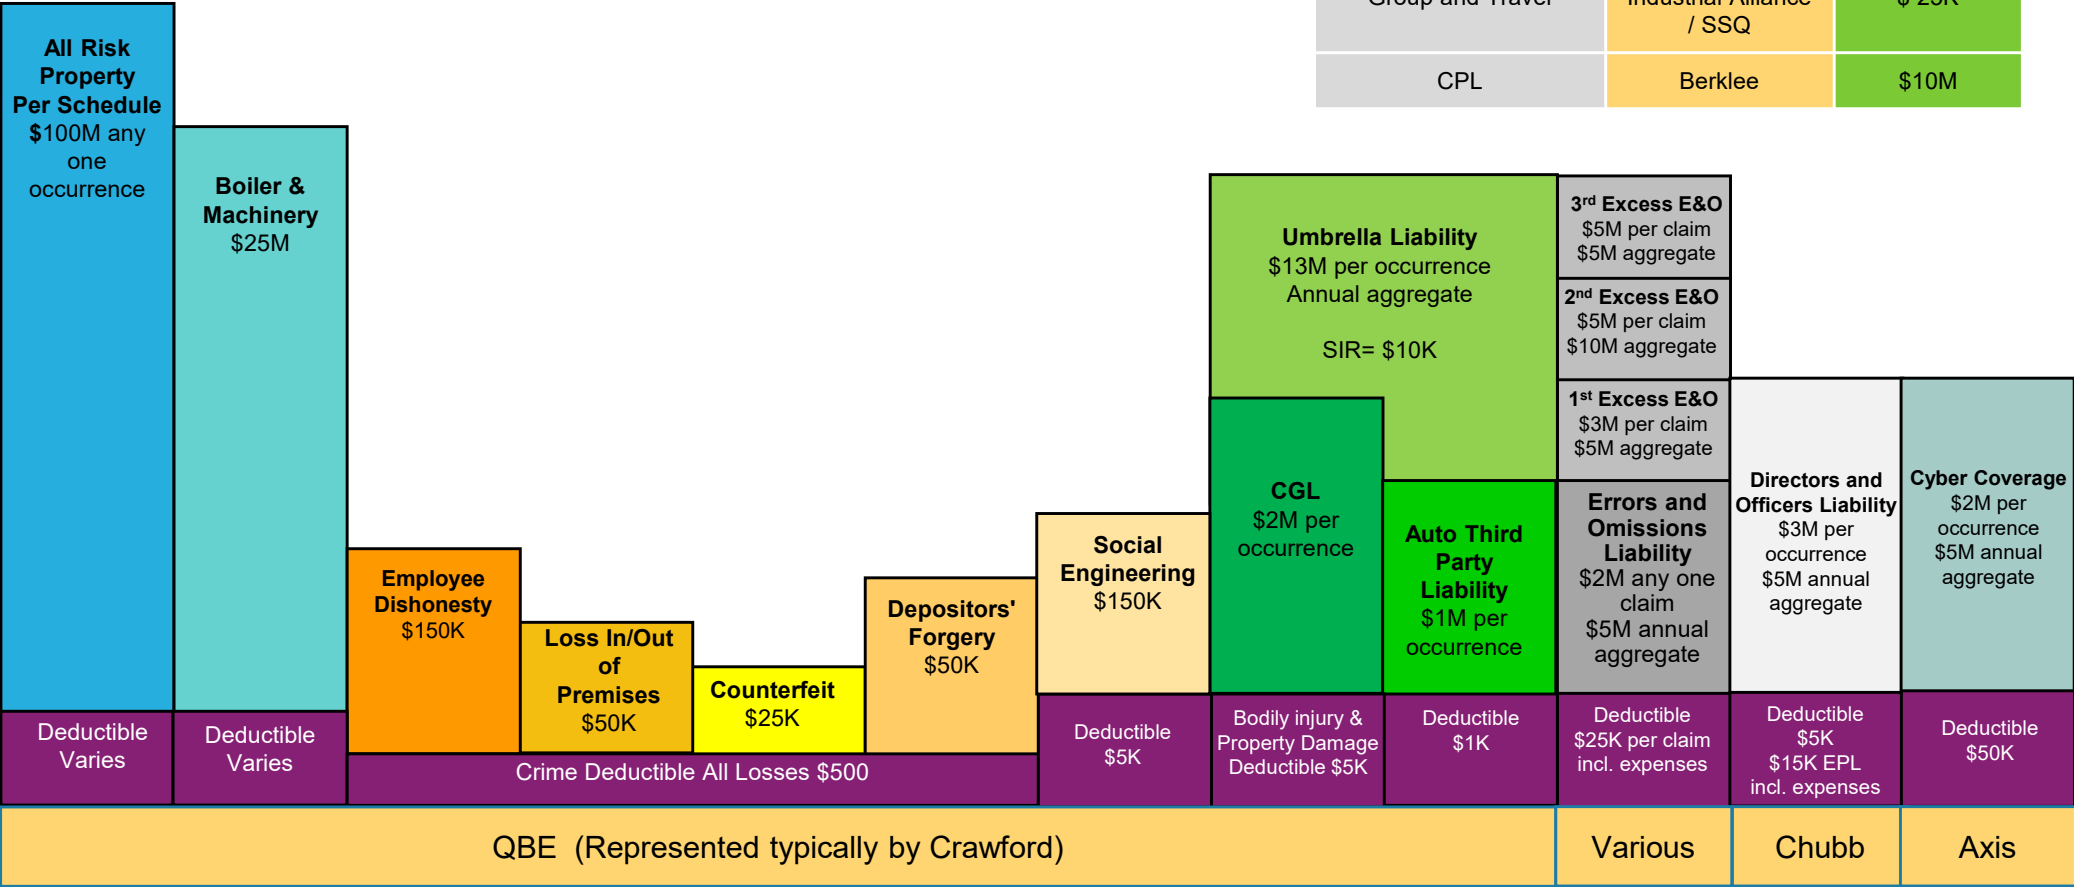 Group and Travel
Industrial Alliance
/ SSQ
$ 25K
CPL
Berklee
$10M
All Risk
Property
Per Schedule
$100M any
one
occurrence
Boiler &
Machinery
$25M
Employee
Dishonesty
$150K
Loss In/Out
of
Premises
$50K
Counterfeit
$25K
Depositors'
Forgery
$50K
Social
Engineering
$150K
Umbrella Liability
$13M per occurrence
Annual aggregate
SIR= $10K
CGL
$2M per
occurrence
Auto Third
Party
Liability
$1M per
occurrence
3rd Excess E&O
$5M per claim
$5M aggregate
2nd Excess E&O
$5M per claim
$10M aggregate
1st Excess E&O
$3M per claim
$5M aggregate
Errors and
Omissions
Liability
$2M any one
claim
$5M annual
aggregate
Directors and
Officers Liability
$3M per
occurrence
$5M annual
aggregate
Cyber Coverage
$2M per
occurrence
$5M annual
aggregate
Deductible
Varies
Deductible
Varies
Crime Deductible All Losses $500
Deductible
$5K
Bodily injury &
Property Damage
Deductible $5K
Deductible
$1K
Deductible
$25K per claim
incl. expenses
Deductible
$5K
$15K EPL
incl. expenses
Deductible
$50K
QBE (Represented typically by Crawford)
Various
Chubb
Axis